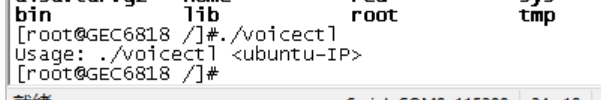 bin lib root tmp
[root@GEC6818 /]#./voicectl
Usage: ./voicectl <ubuntu-IP>
[root@GEC6818 /]#